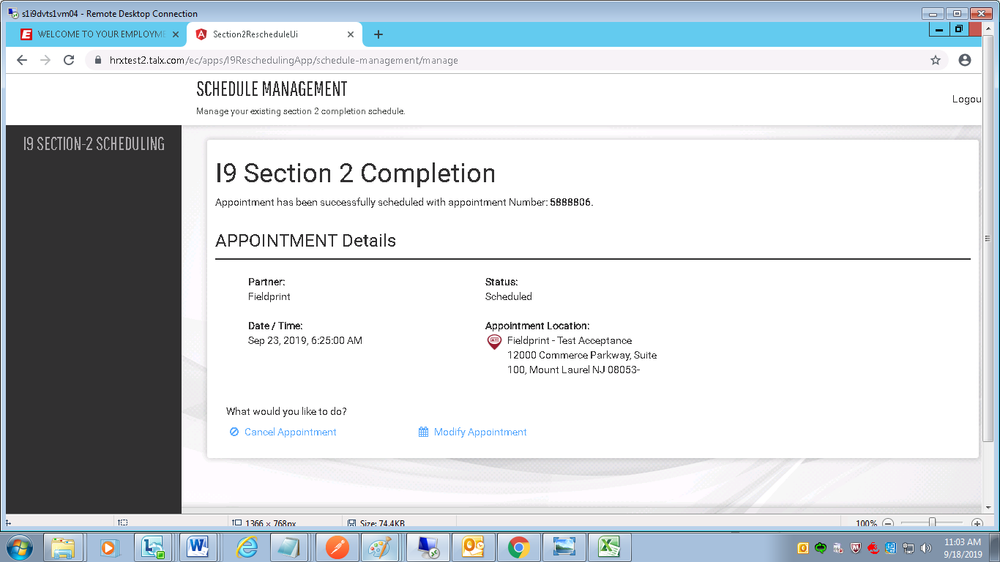 s1i9dvts1vm04 - Remote Desktop Connection
WELCOME TO YOUR EMPLOYME
Section2RescheduleUi
hrxtest2.talx.com/ec/apps/I9ReschedulingApp/schedule-management/manage
SCHEDULE MANAGEMENT
Manage your existing section 2 completion schedule.
Logou
I9 SECTION-2 SCHEDULING
I9 Section 2 Completion
Appointment has been successfully scheduled with appointment Number: 5888806.
APPOINTMENT Details
Partner:
Fieldprint
Status:
Scheduled
Date / Time:
Sep 23, 2019, 6:25:00 AM
Appointment Location:
Fieldprint - Test Acceptance
12000 Commerce Parkway, Suite
100, Mount Laurel NJ 08053-
What would you like to do?
Cancel Appointment
Modify Appointment
1366 × 768px
Size: 74.4KB
100%
11:03 AM
9/18/2019